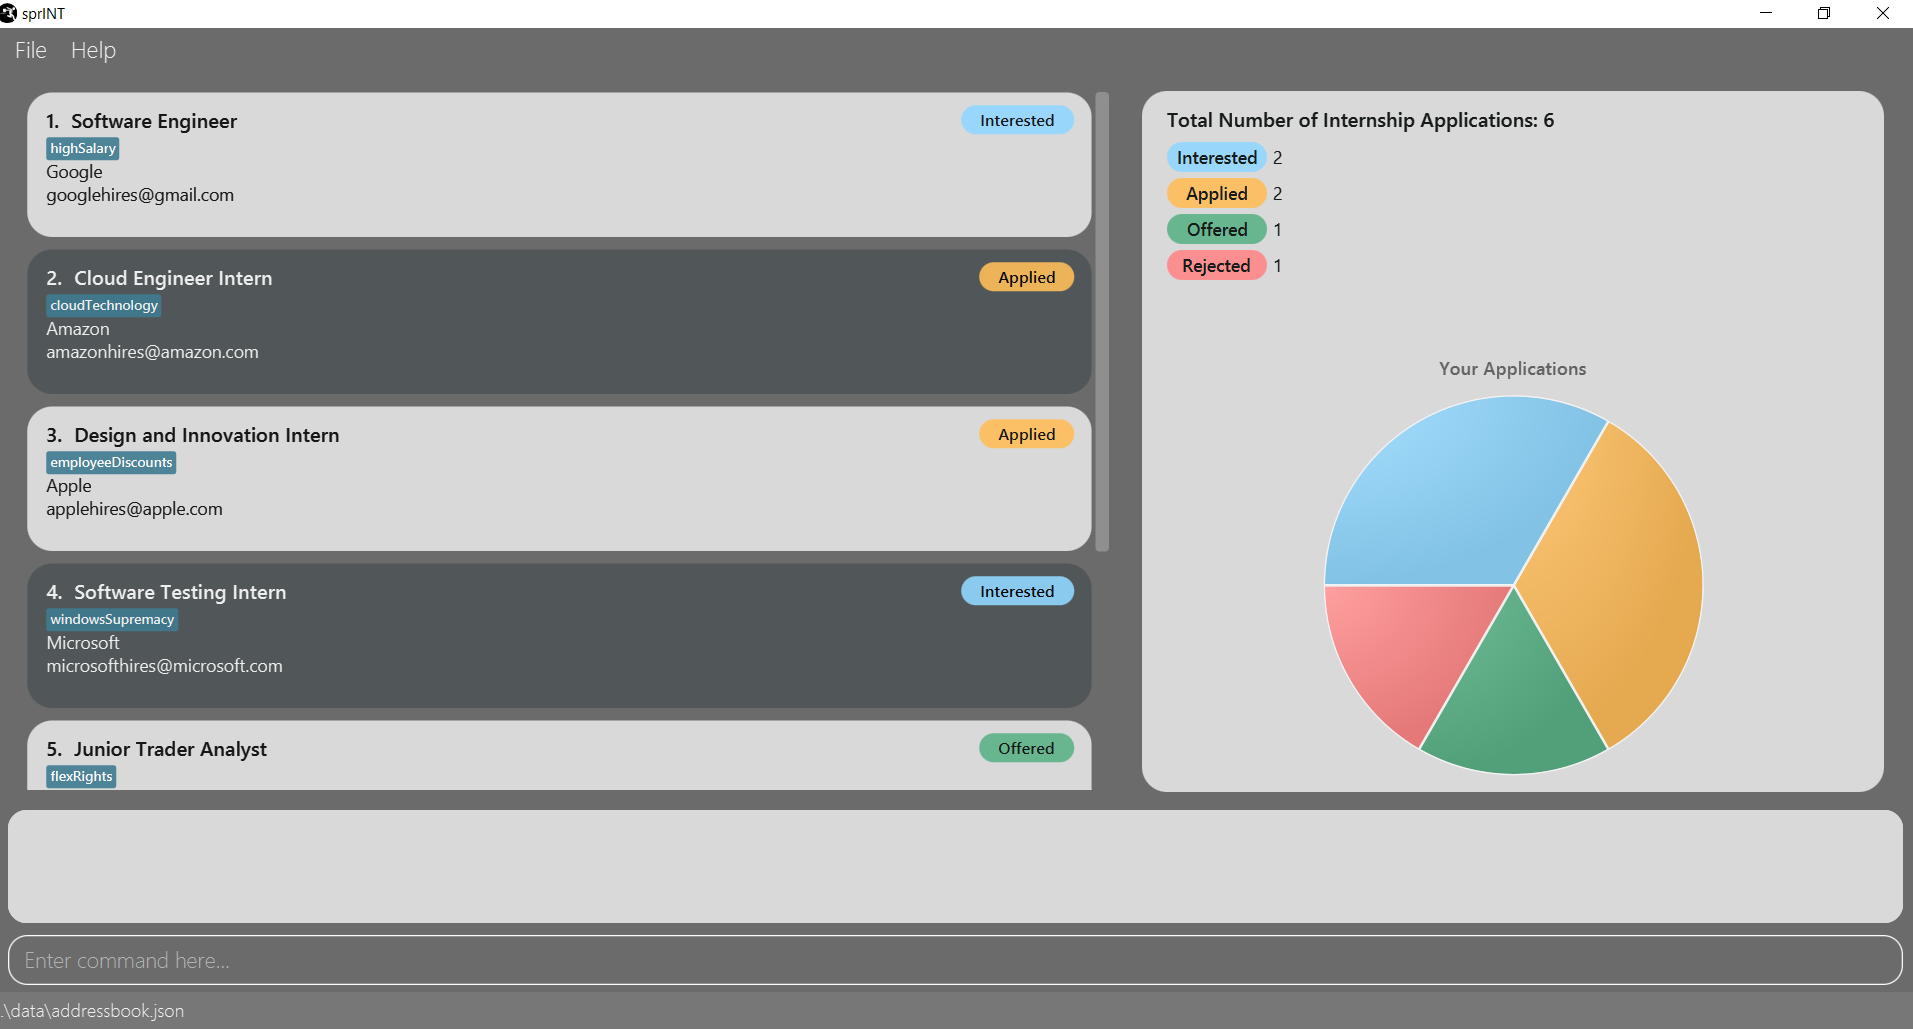 sprINT
File Help
1. Software Engineer
Interested
highSalary
Google
googlehires@gmail.com
2. Cloud Engineer Intern
Applied
cloudTechnology
Amazon
amazonhires@amazon.com
3. Design and Innovation Intern
Applied
employeeDiscounts
Apple
applehires@apple.com
4. Software Testing Intern
Interested
windowsSupremacy
Microsoft
microsofthires@microsoft.com
5. Junior Trader Analyst
Offered
flexRights
Total Number of Internship Applications: 6
Interested 2
Applied 2
Offered 1
Rejected 1
Your Applications
Enter command here...
.\data\addressbook.json